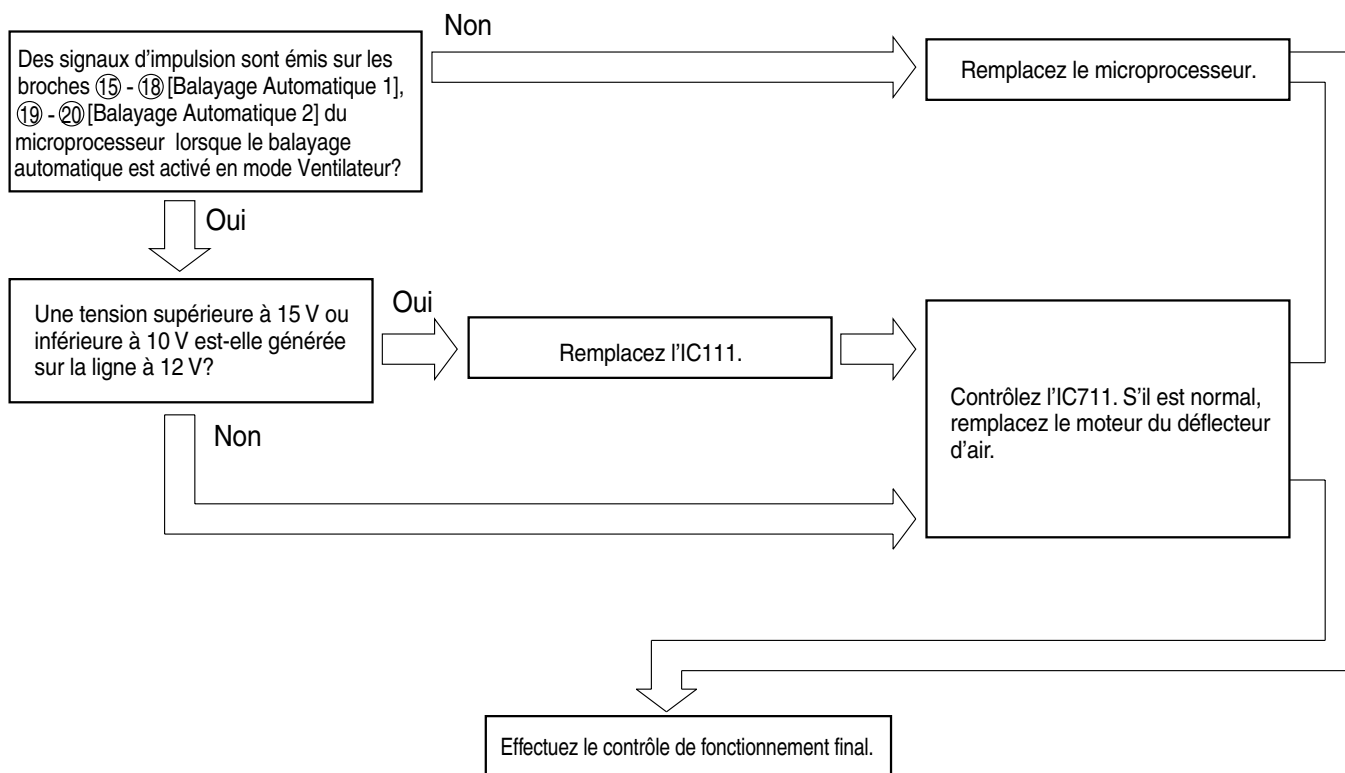 Non
Des signaux d’impulsion sont émis sur les
broches ⑮ - ⑱ [Balayage Automatique 1],
⑲ - ⑳ [Balayage Automatique 2] du
microprocesseur lorsque le balayage
automatique est activé en mode Ventilateur?
Remplacez le microprocesseur.
Oui
Une tension supérieure à 15 V ou
inférieure à 10 V est-elle générée
sur la ligne à 12 V?
Oui
Remplacez l’IC111.
Contrôlez l’IC711. S’il est normal,
remplacez le moteur du déflecteur
d’air.
Non
Effectuez le contrôle de fonctionnement final.